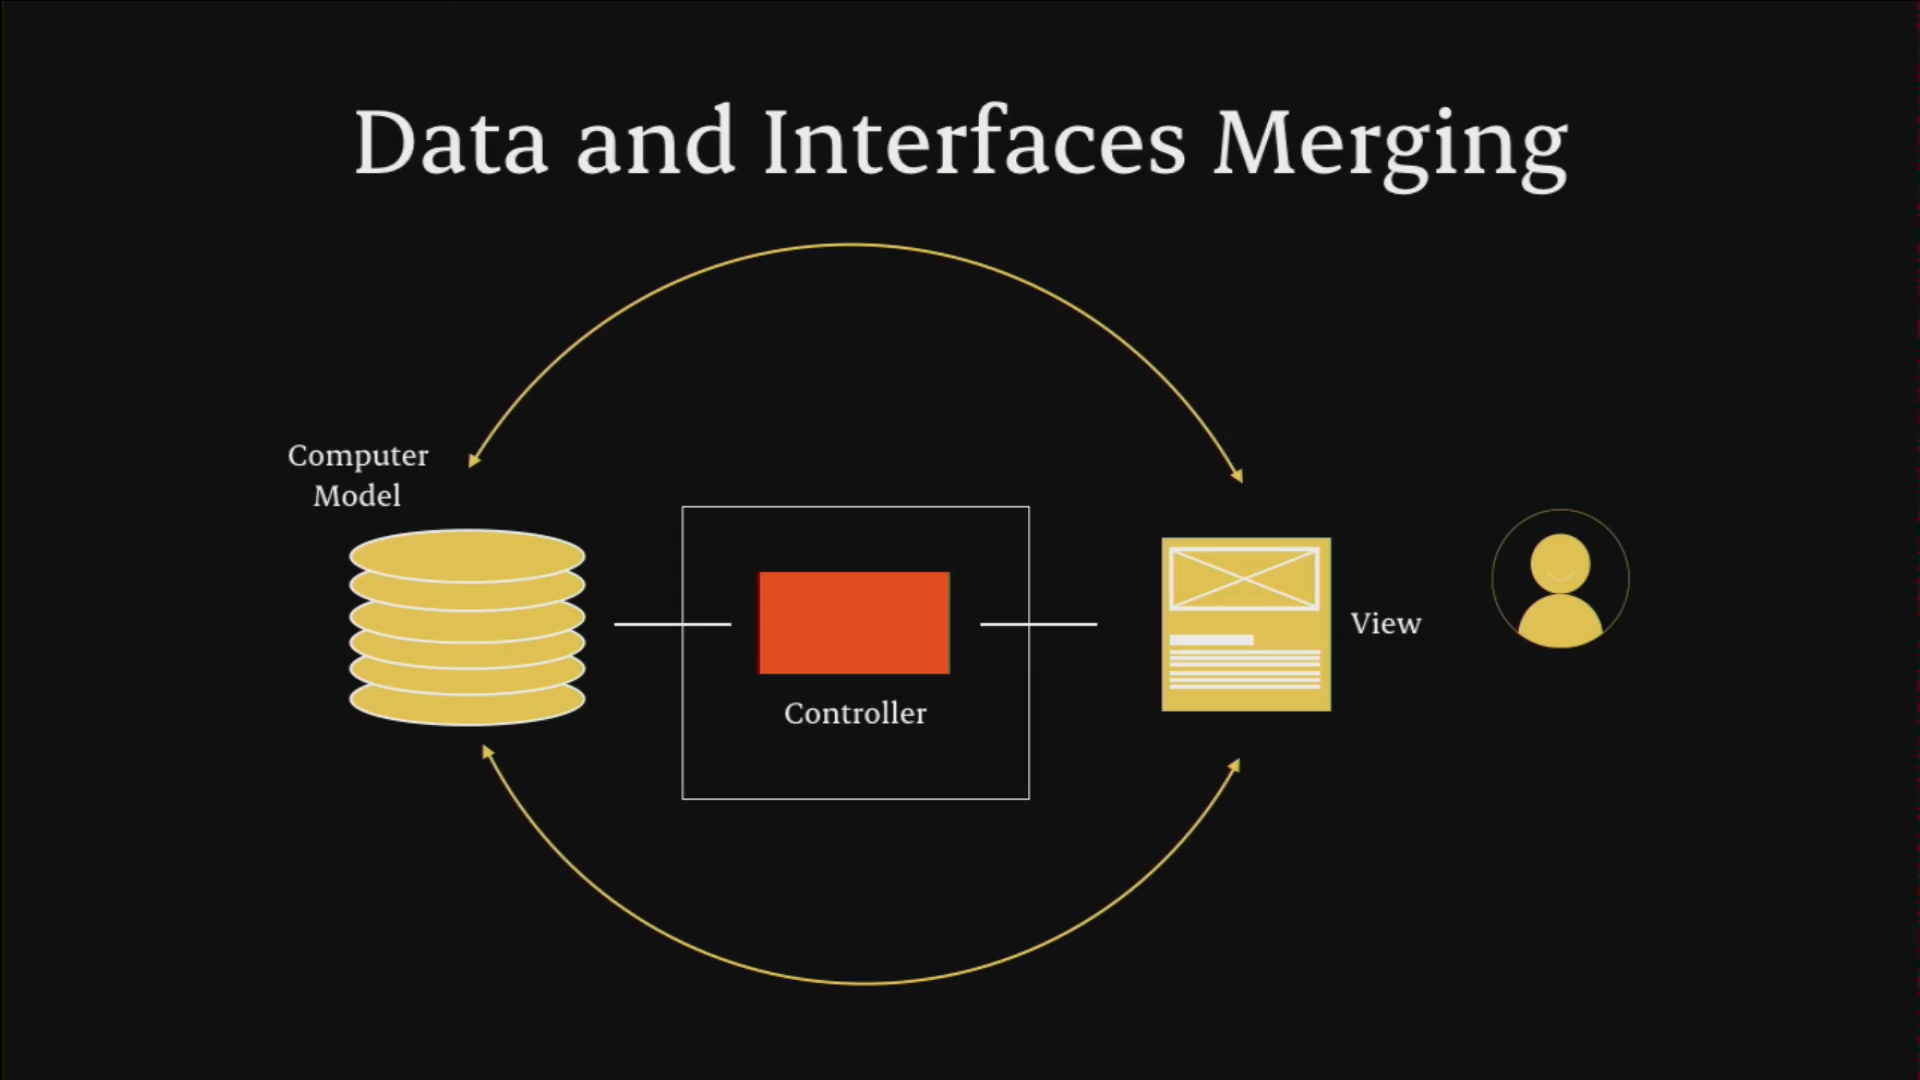 Data and Interfaces Merging
Computer
Model
Controller
View